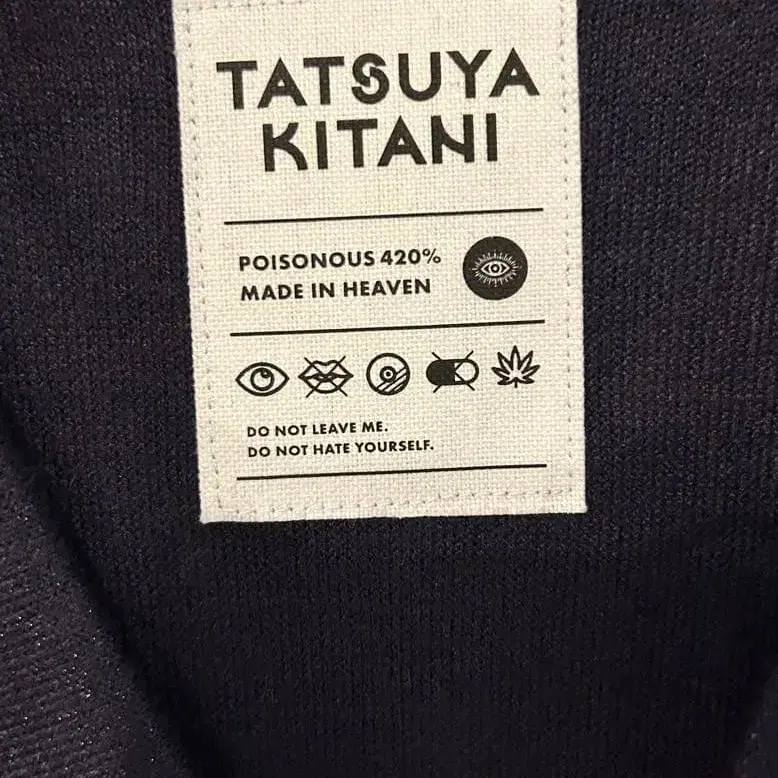 TATSUYA
KITANI
POISONOUS 420%
MADE IN HEAVEN
DO NOT LEAVE ME.
DO NOT HATE YOURSELF.